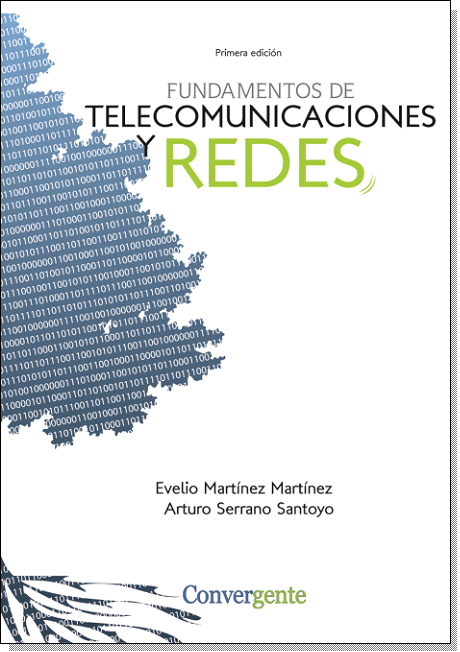 Primera edición
FUNDAMENTOS DE
TELECOMUNICACIONES
Y REDES
Evelio Martínez Martínez
Arturo Serrano Santoyo
Convergente